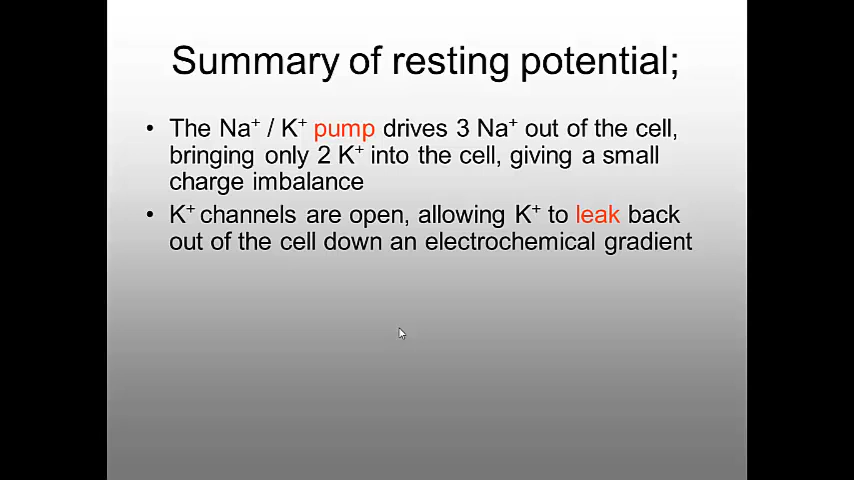 Summary of resting potential;
• The Na⁺ / K⁺ pump drives 3 Na⁺ out of the cell,
bringing only 2 K⁺ into the cell, giving a small
charge imbalance
• K⁺ channels are open, allowing K⁺ to leak back
out of the cell down an electrochemical gradient